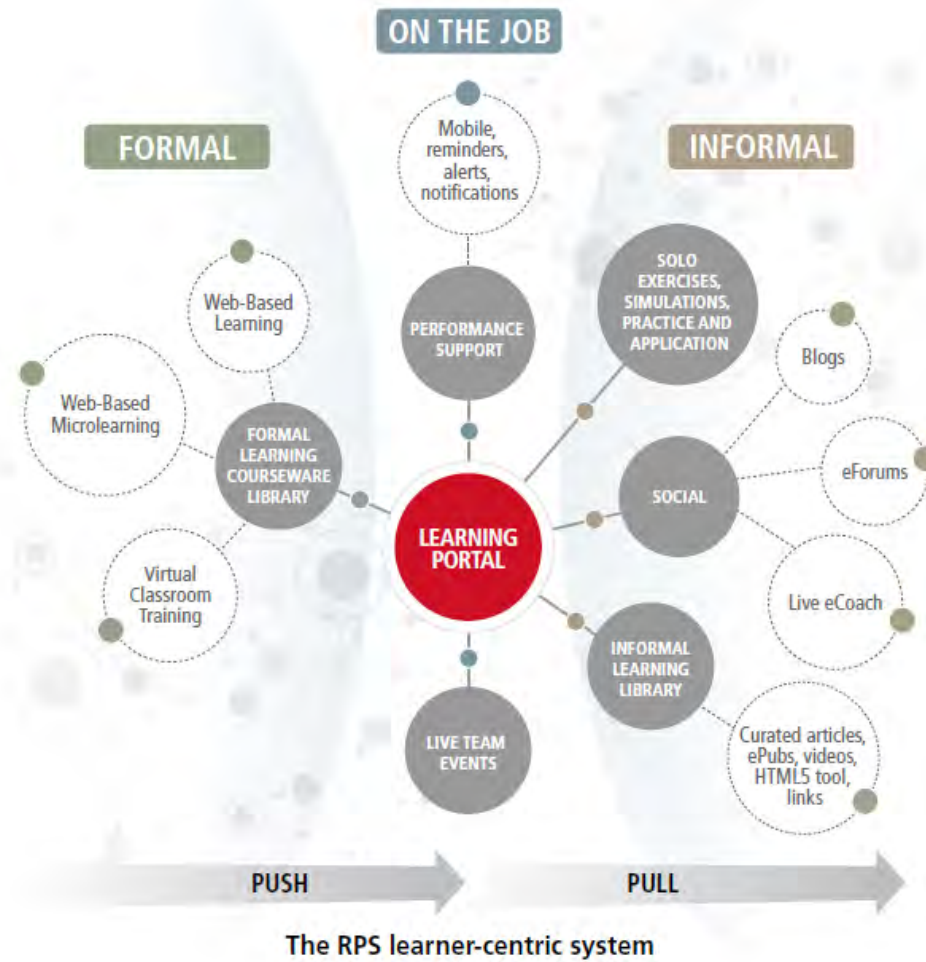 ON THE JOB
FORMAL
INFORMAL
Mobile,
reminders,
alerts,
notifications
Web-Based
Learning
Web-Based
Microlearning
FORMAL
LEARNING
COURSEWARE
LIBRARY
Virtual
Classroom
Training
PERFORMANCE
SUPPORT
LEARNING
PORTAL
LIVE TEAM
EVENTS
SOLO
EXERCISES,
SIMULATIONS,
PRACTICE AND
APPLICATION
SOCIAL
Blogs
eForums
Live eCoach
INFORMAL
LEARNING
LIBRARY
Curated articles,
ePubs, videos,
HTML5 tool,
links
PUSH
PULL
The RPS learner-centric system